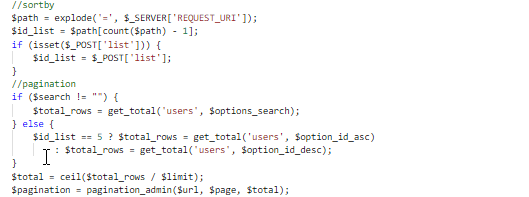 //sortby
$path = explode('=', $_SERVER['REQUEST_URI']);
$id_list = $path[count($path) - 1];
if (isset($_POST['list'])) {
$id_list = $_POST['list'];
}
//pagination
if ($search != "") {
$total_rows = get_total('users', $options_search);
} else {
$id_list == 5 ? $total_rows = get_total('users', $option_id_asc)
: $total_rows = get_total('users', $option_id_desc);
}
$total = ceil($total_rows / $limit);
$pagination = pagination_admin($url, $page, $total);